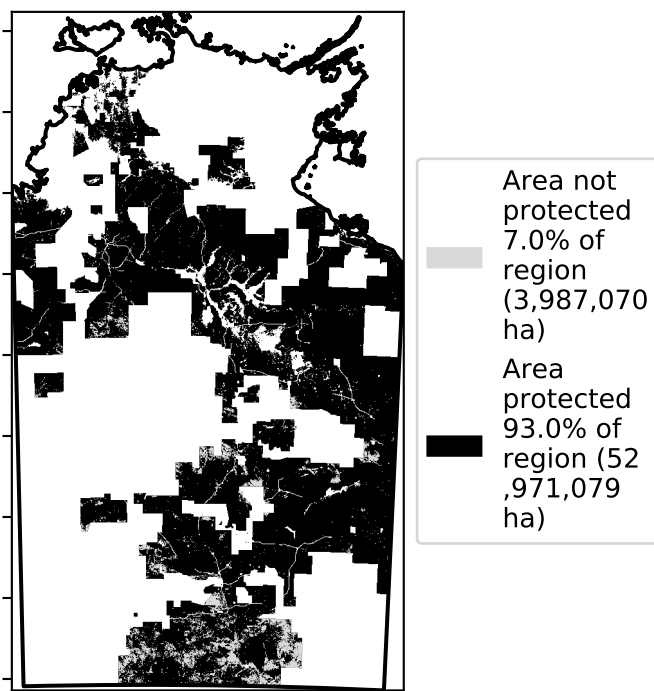 Area not
protected
7.0% of
region
(3,987,070
ha)
Area
protected
93.0% of
region (52
,971,079
ha)